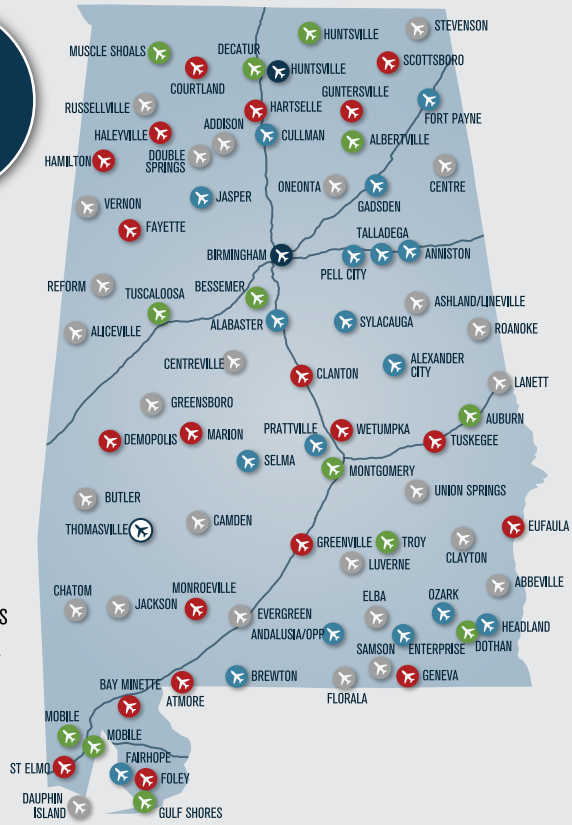 STEVENSON
HUNTSVILLE
MUSCLE SHOALS
DECATUR
SCOTTSBORO
HUNTSVILLE
COURTLAND
GUNTERSVILLE
RUSSELLVILLE
HARTSELLE
FORT PAYNE
ADDISON
HALEYVILLE
CULLMAN
ALBERTVILLE
HAMILTON
DOUBLE
SPRINGS
ONEONTA
CENTRE
JASPER
GADSDEN
VERNON
FAYETTE
TALLADEGA
BIRMINGHAM
ANNISTON
PELL CITY
REFORM
BESSEMER
TUSCALOOSA
ASHLAND/LINEVILLE
ALABASTER
SYLACAUGA
ROANOKE
ALICEVILLE
CENTREVILLE
ALEXANDER
CITY
CLANTON
LANETT
GREENSBORO
AUBURN
PRATTVILLE
WETUMPKA
DEMOPOLIS
MARION
TUSKEGEE
SELMA
MONTGOMERY
UNION SPRINGS
BUTLER
CAMDEN
THOMASVILLE
EUFAULA
GREENVILLE
TROY
CLAYTON
LUVERNE
ABBEVILLE
CHATOM
JACKSON
MONROEVILLE
ELBA
OZARK
EVERGREEN
S
HEADLAND
ANDALUSIA/OPP
SAMSON
ENTERPRISE
DOTHAN
BREWTON
GENEVA
BAY MINETTE
ATMORE
FLORALA
MOBILE
MOBILE
FAIRHOPE
ST ELMO
FOLEY
DAUPHIN
ISLAND
GULF SHORES